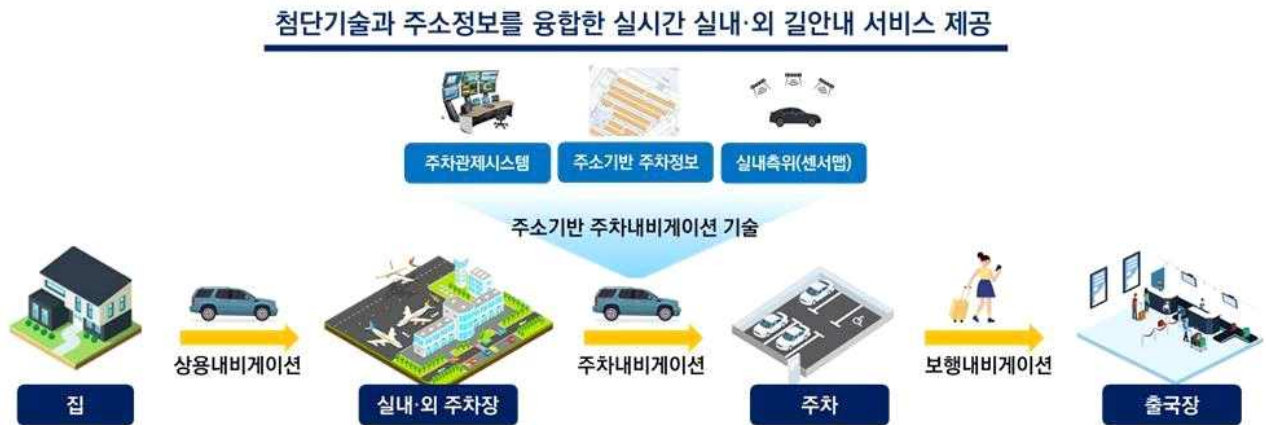 첨단기술과 주소정보를 융합한 실시간 실내·외 길안내 서비스 제공
주차관제시스템
주소기반 주차정보
실내측위(센서맵)
주소기반 주차내비게이션 기술
상용내비게이션
주차내비게이션
보행내비게이션
집
실내·외 주차장
주차
출국장